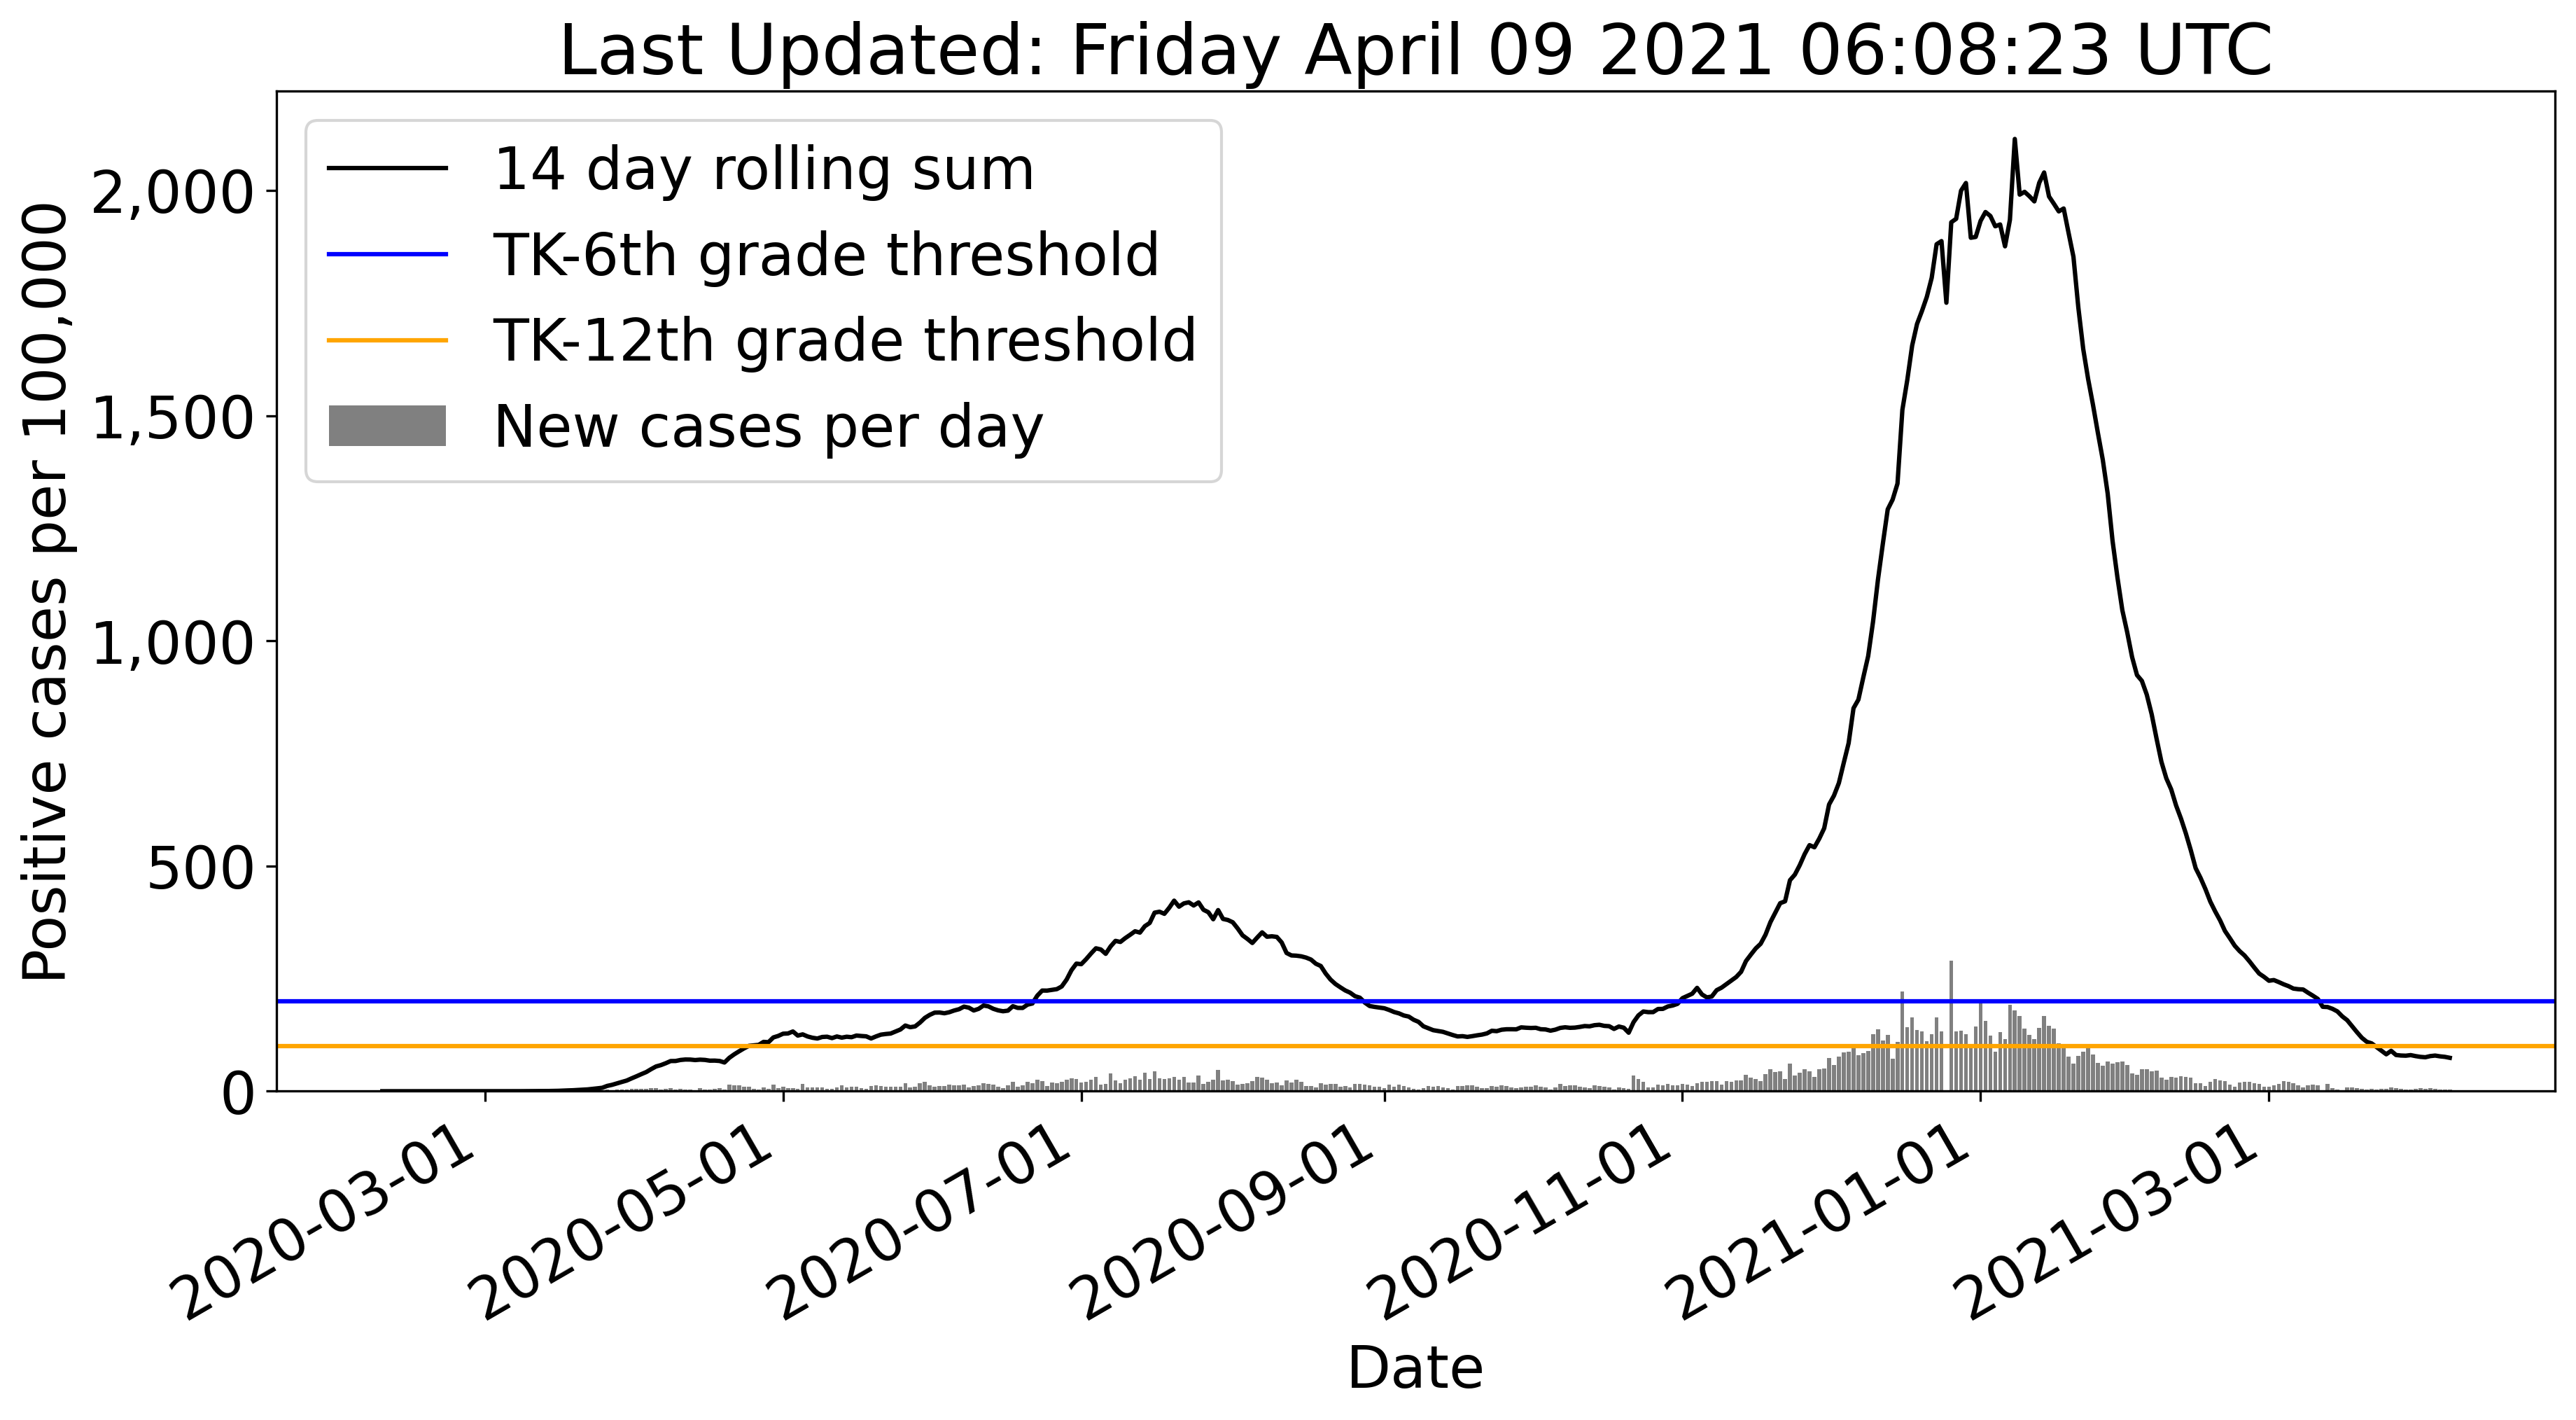 Last Updated: Friday April 09 2021 06:08:23 UTC
14 day rolling sum
TK-6th grade threshold
TK-12th grade threshold
New cases per day
Positive cases per 100,000
2,000
1,500
1,000
500
0
2020-03-01
2020-05-01
2020-07-01
2020-09-01
2020-11-01
2021-01-01
2021-03-01
Date